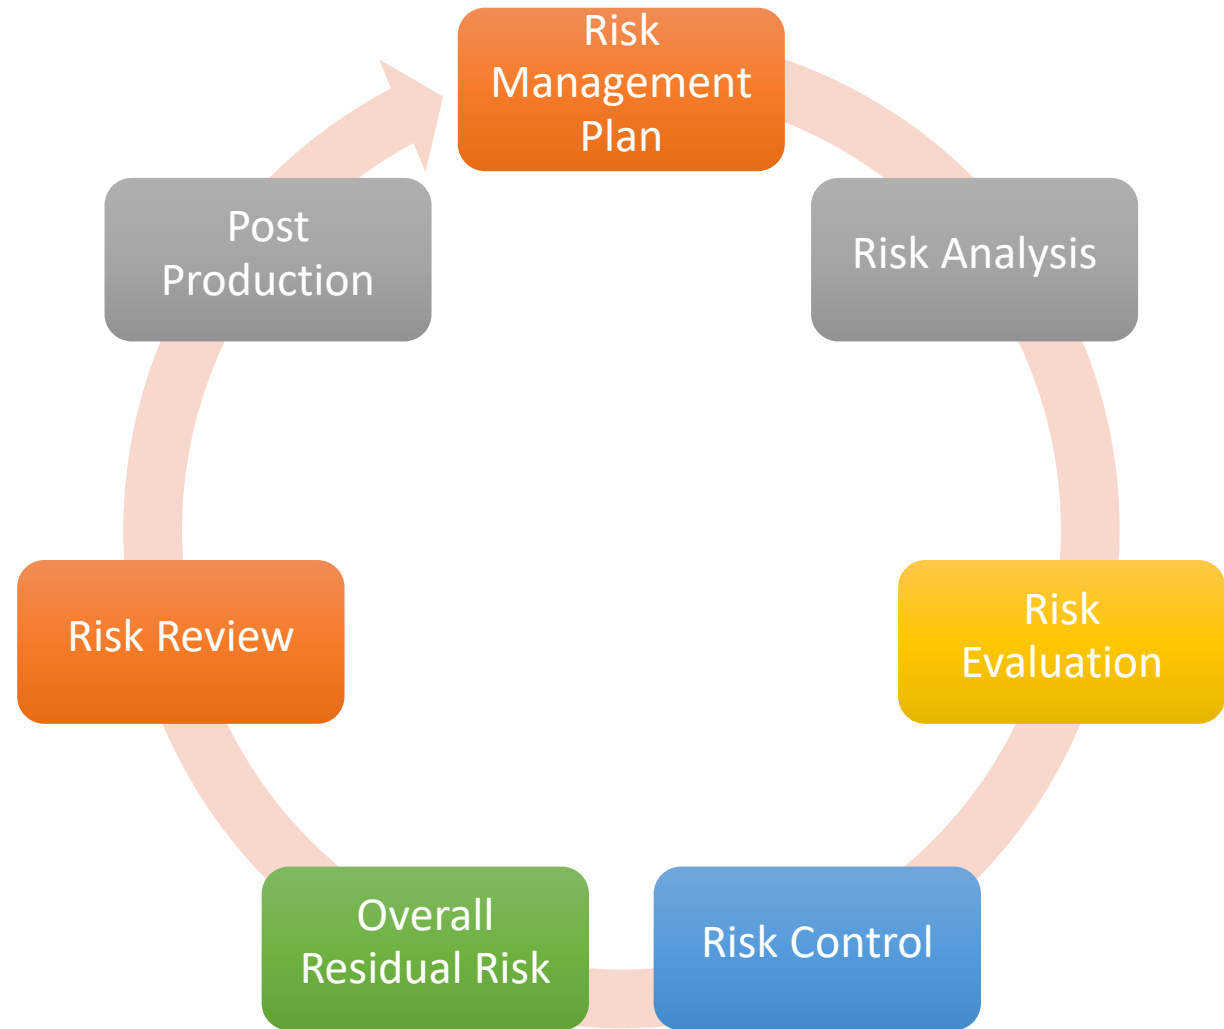 Risk
Management
Plan
Risk Analysis
Risk
Evaluation
Risk Control
Overall
Residual Risk
Risk Review
Post
Production